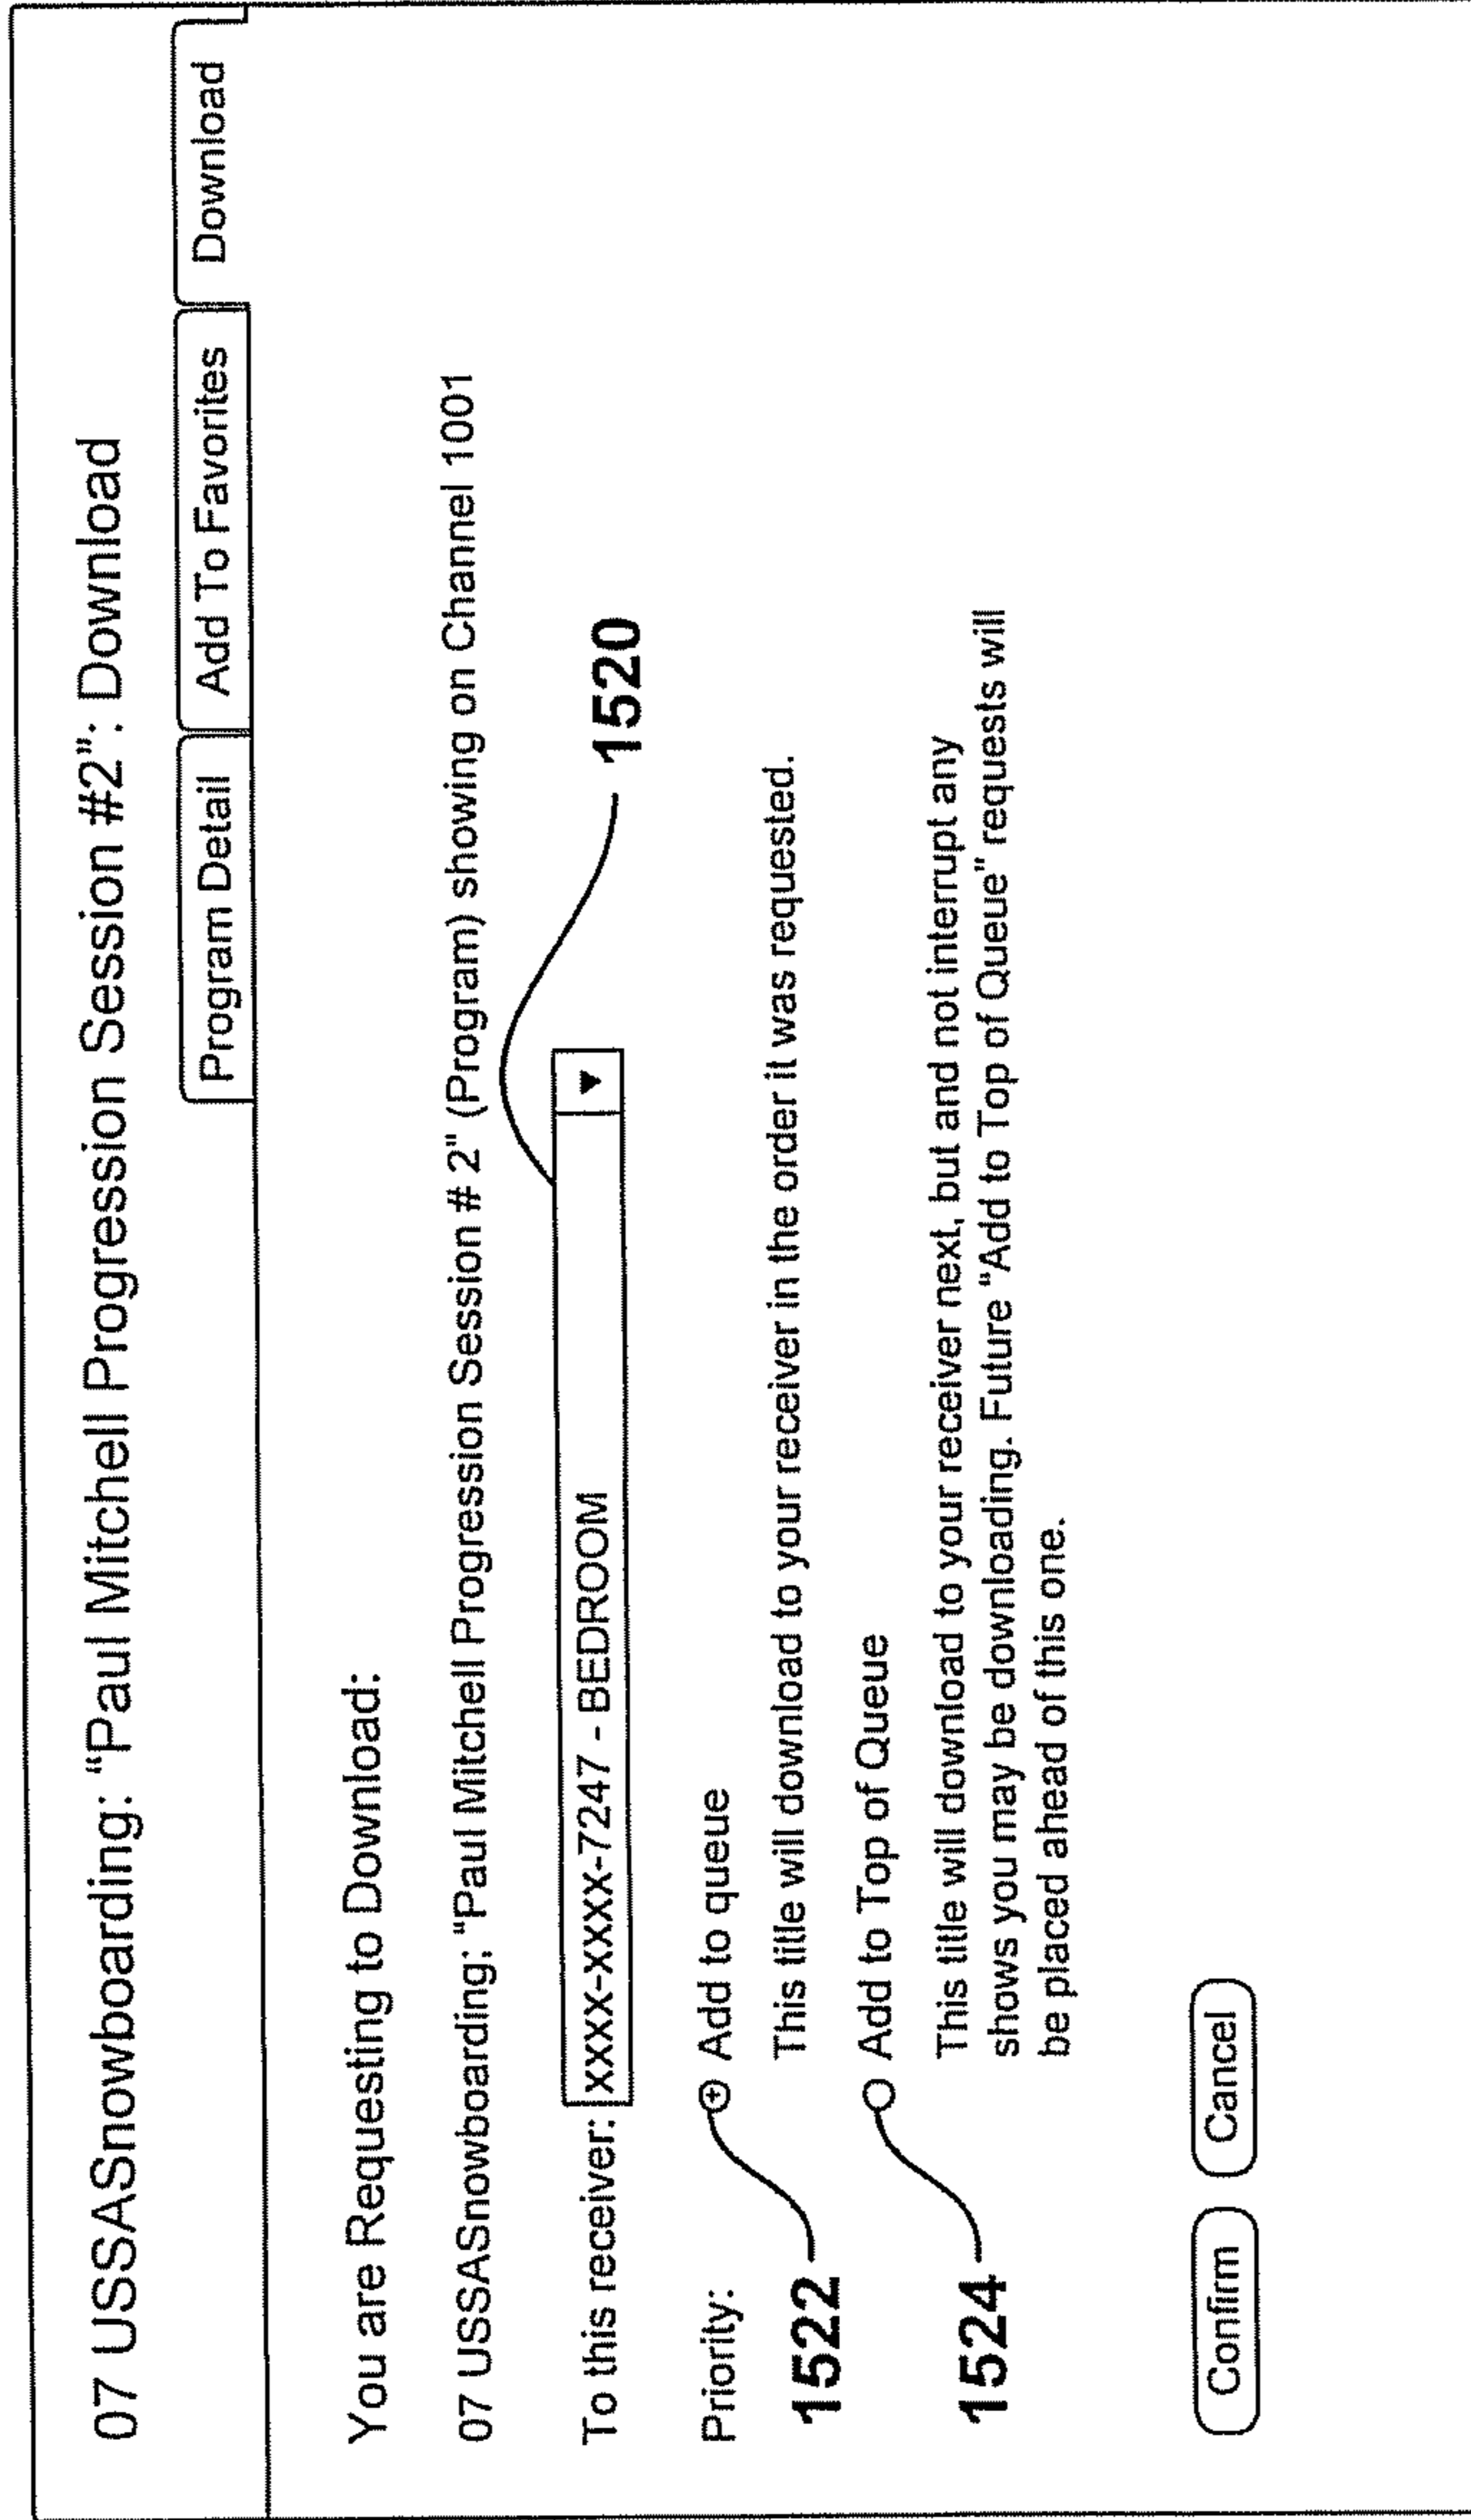 07 USSASnowboarding: “Paul Mitchell Progression Session #2”: Download
Program Detail
Add To Favorites
Download
You are Requesting to Download:
07 USSASnowboarding; “Paul Mitchell Progression Session # 2” (Program) showing on Channel 1001
To this receiver: xxxx-xxxx-7247 - BEDROOM ▼
1520
Priority:
Add to queue
1522
This title will download to your receiver in the order it was requested.
Add to Top of Queue
1524
This title will download to your receiver next, but and not interrupt any
shows you may be downloading. Future “Add to Top of Queue” requests will
be placed ahead of this one.
Confirm
Cancel